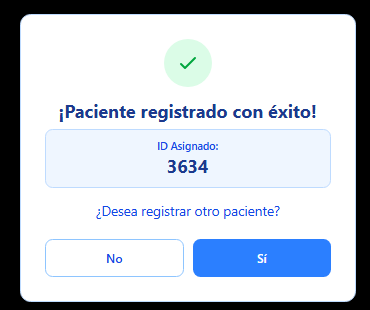 ¡Paciente registrado con éxito!
ID Asignado:
3634
¿Desea registrar otro paciente?
No
Sí